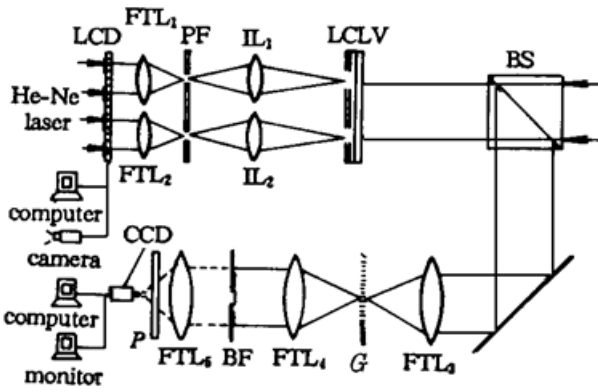 FTL₁
LCD PF IL₁ LCLV BS
He-Ne
laser
FTL₂ IL₂
computer
camera
CCD
computer
P FTL₅ BF FTL₄ G FTL₃
monitor